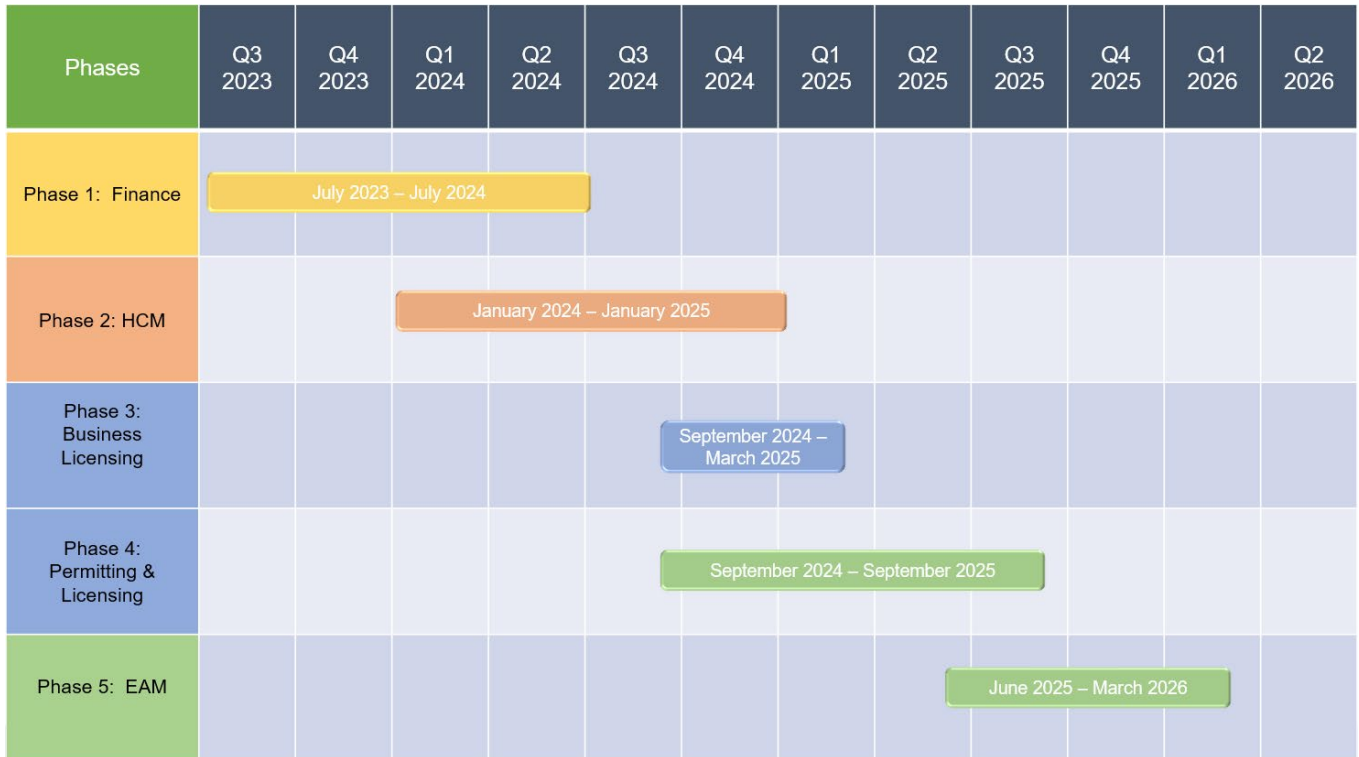 Phases
Q3
2023
Q4
2023
Q1
2024
Q2
2024
Q3
2024
Q4
2024
Q1
2025
Q2
2025
Q3
2025
Q4
2025
Q1
2026
Q2
2026
Phase 1:  Finance
July 2023 – July 2024
Phase 2: HCM
January 2024 – January 2025
Phase 3:
Business
Licensing
September 2024 –
March 2025
Phase 4:
Permitting &
Licensing
September 2024 – September 2025
Phase 5:  EAM
June 2025 – March 2026